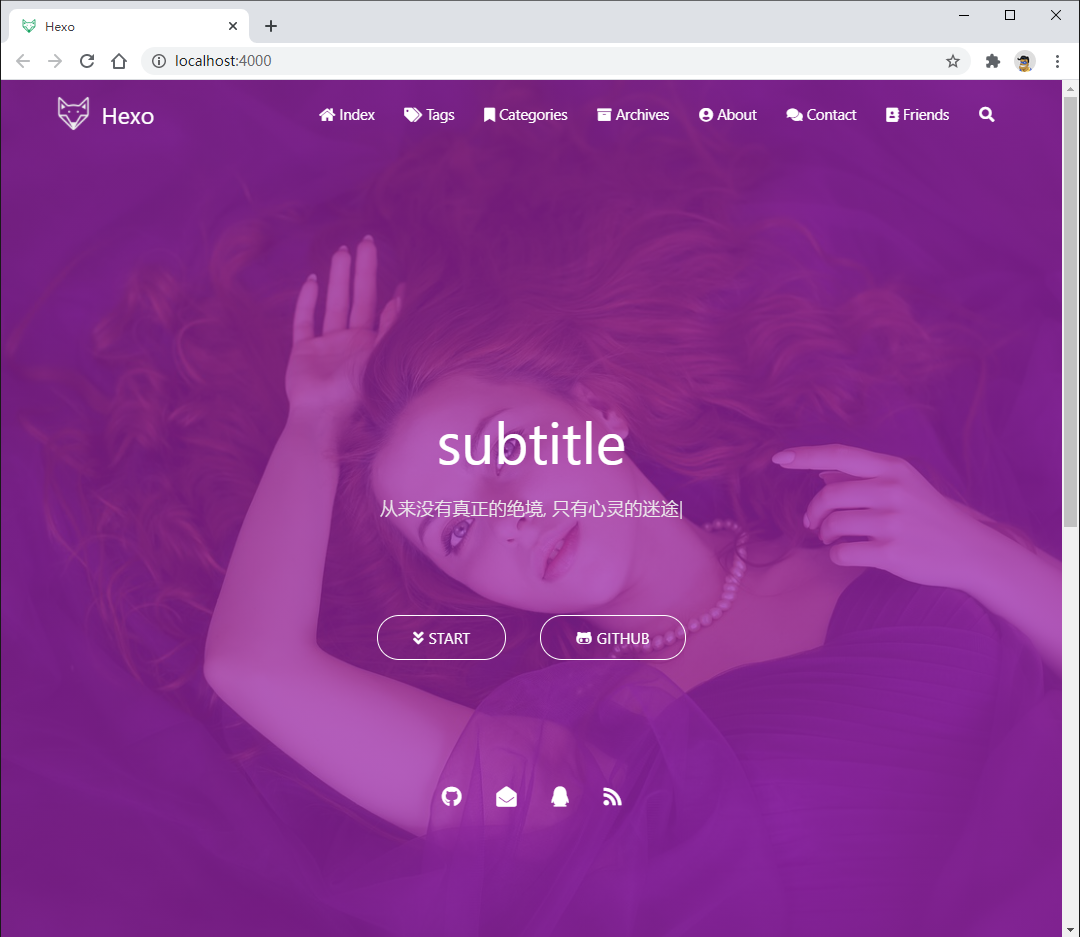 Hexo
localhost:4000
Hexo
Index Tags Categories Archives About Contact Friends
subtitle
从来没有真正的绝境, 只有心灵的迷途|
START GITHUB